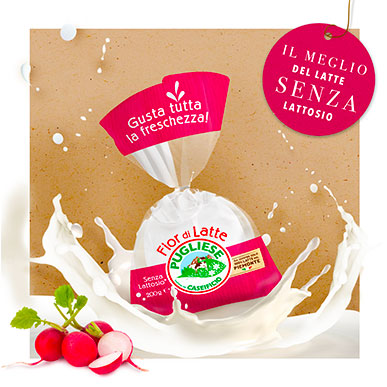 IL MEGLIO
DEL LATTE
SENZA
LATTOSIO
Gusta tutta
la freschezza!
Fior di Latte
PUGLIESE
CASEIFICIO
Senza
Lattosio*
200g e
PIEMONTE